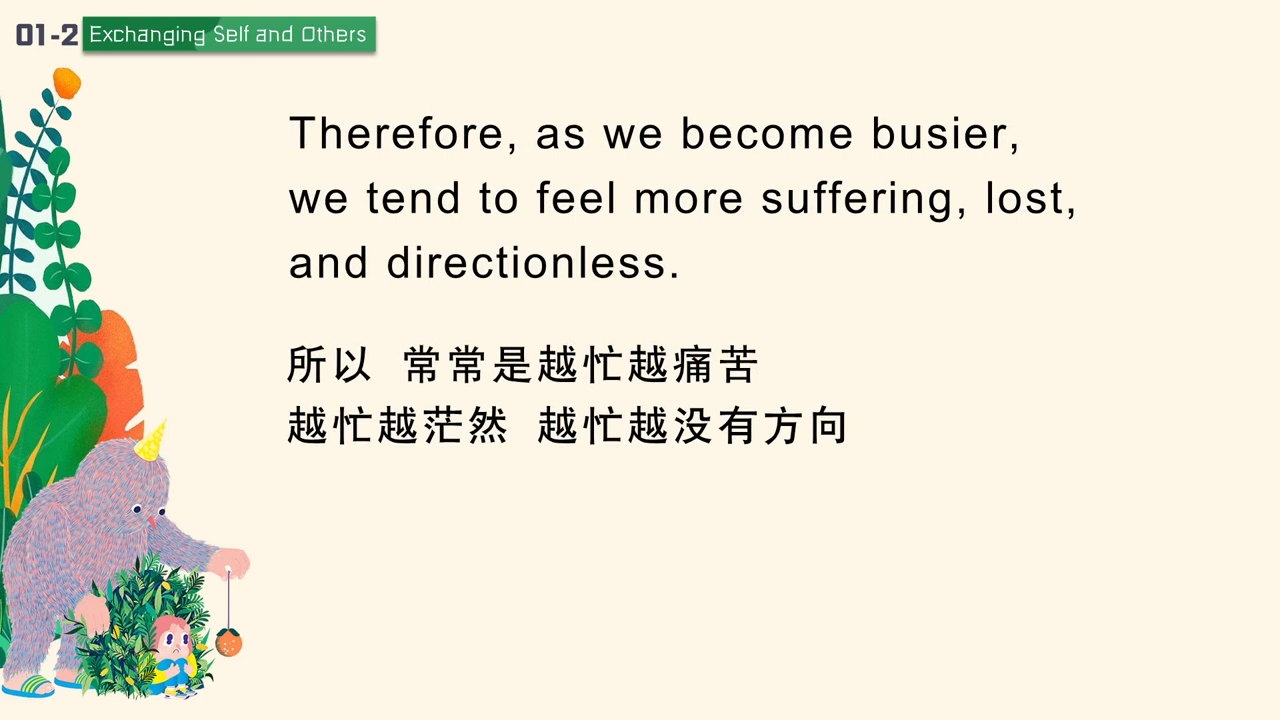 01-2 Exchanging Self and Others
Therefore, as we become busier,
we tend to feel more suffering, lost,
and directionless.
所以 常常是越忙越痛苦
越忙越茫然 越忙越没有方向